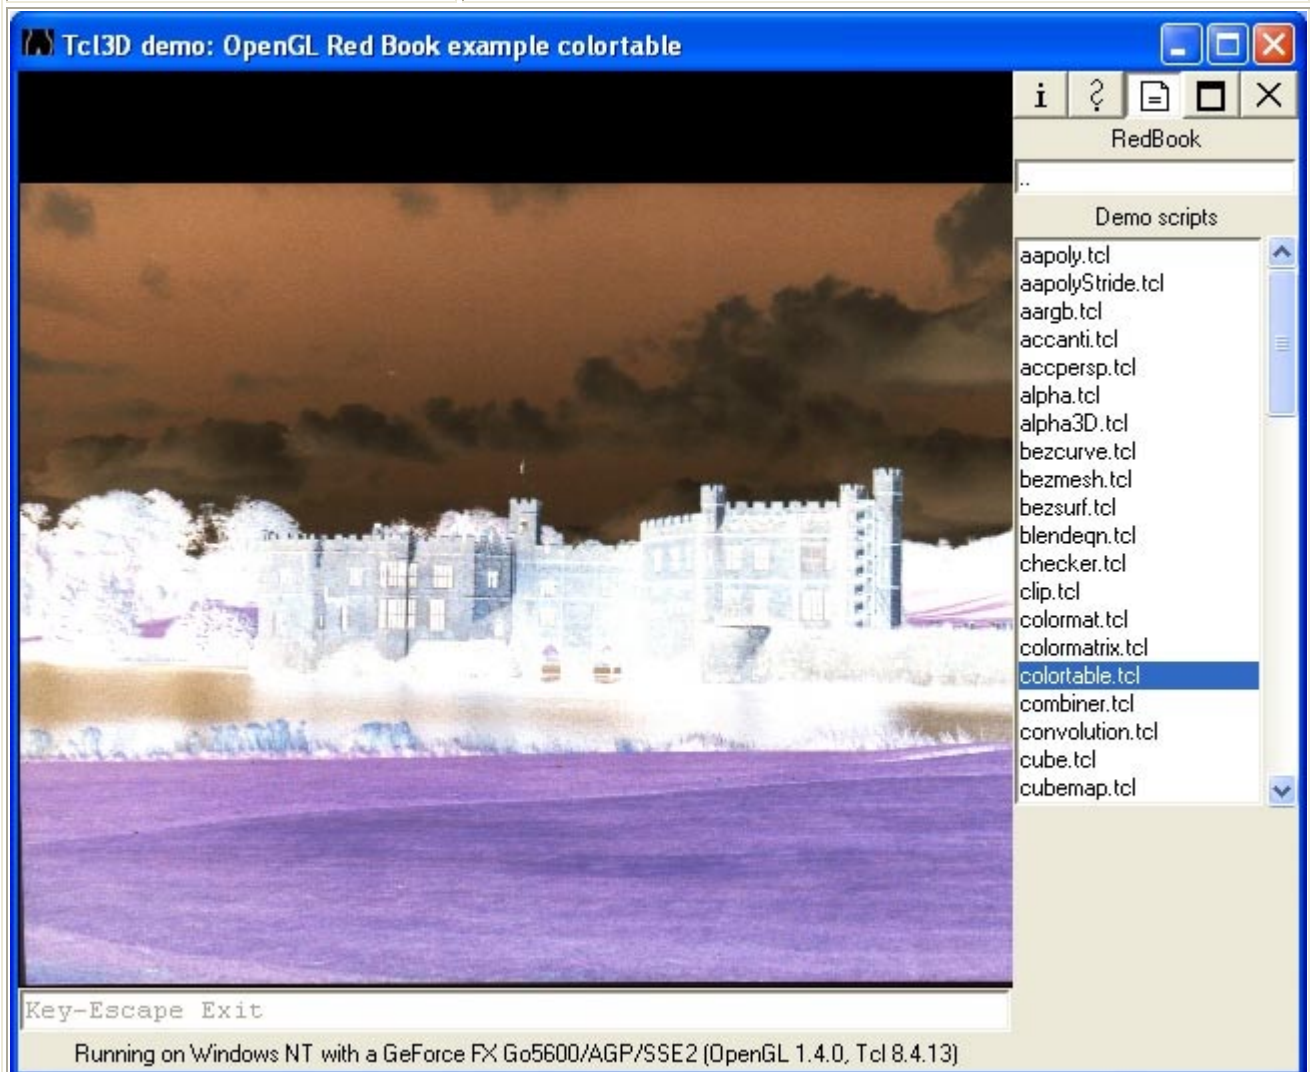 Tcl3D demo: OpenGL Red Book example colortable
i ?
RedBook
..
Demo scripts
aapoly.tcl
aapolyStride.tcl
aargb.tcl
accanti.tcl
accpersp.tcl
alpha.tcl
alpha3D.tcl
bezcurve.tcl
bezmesh.tcl
bezsurf.tcl
blendeqn.tcl
checker.tcl
clip.tcl
colormat.tcl
colormatrix.tcl
colortable.tcl
combiner.tcl
convolution.tcl
cube.tcl
cubemap.tcl
Key-Escape Exit
Running on Windows NT with a GeForce FX Go5600/AGP/SSE2 (OpenGL 1.4.0, Tcl 8.4.13)